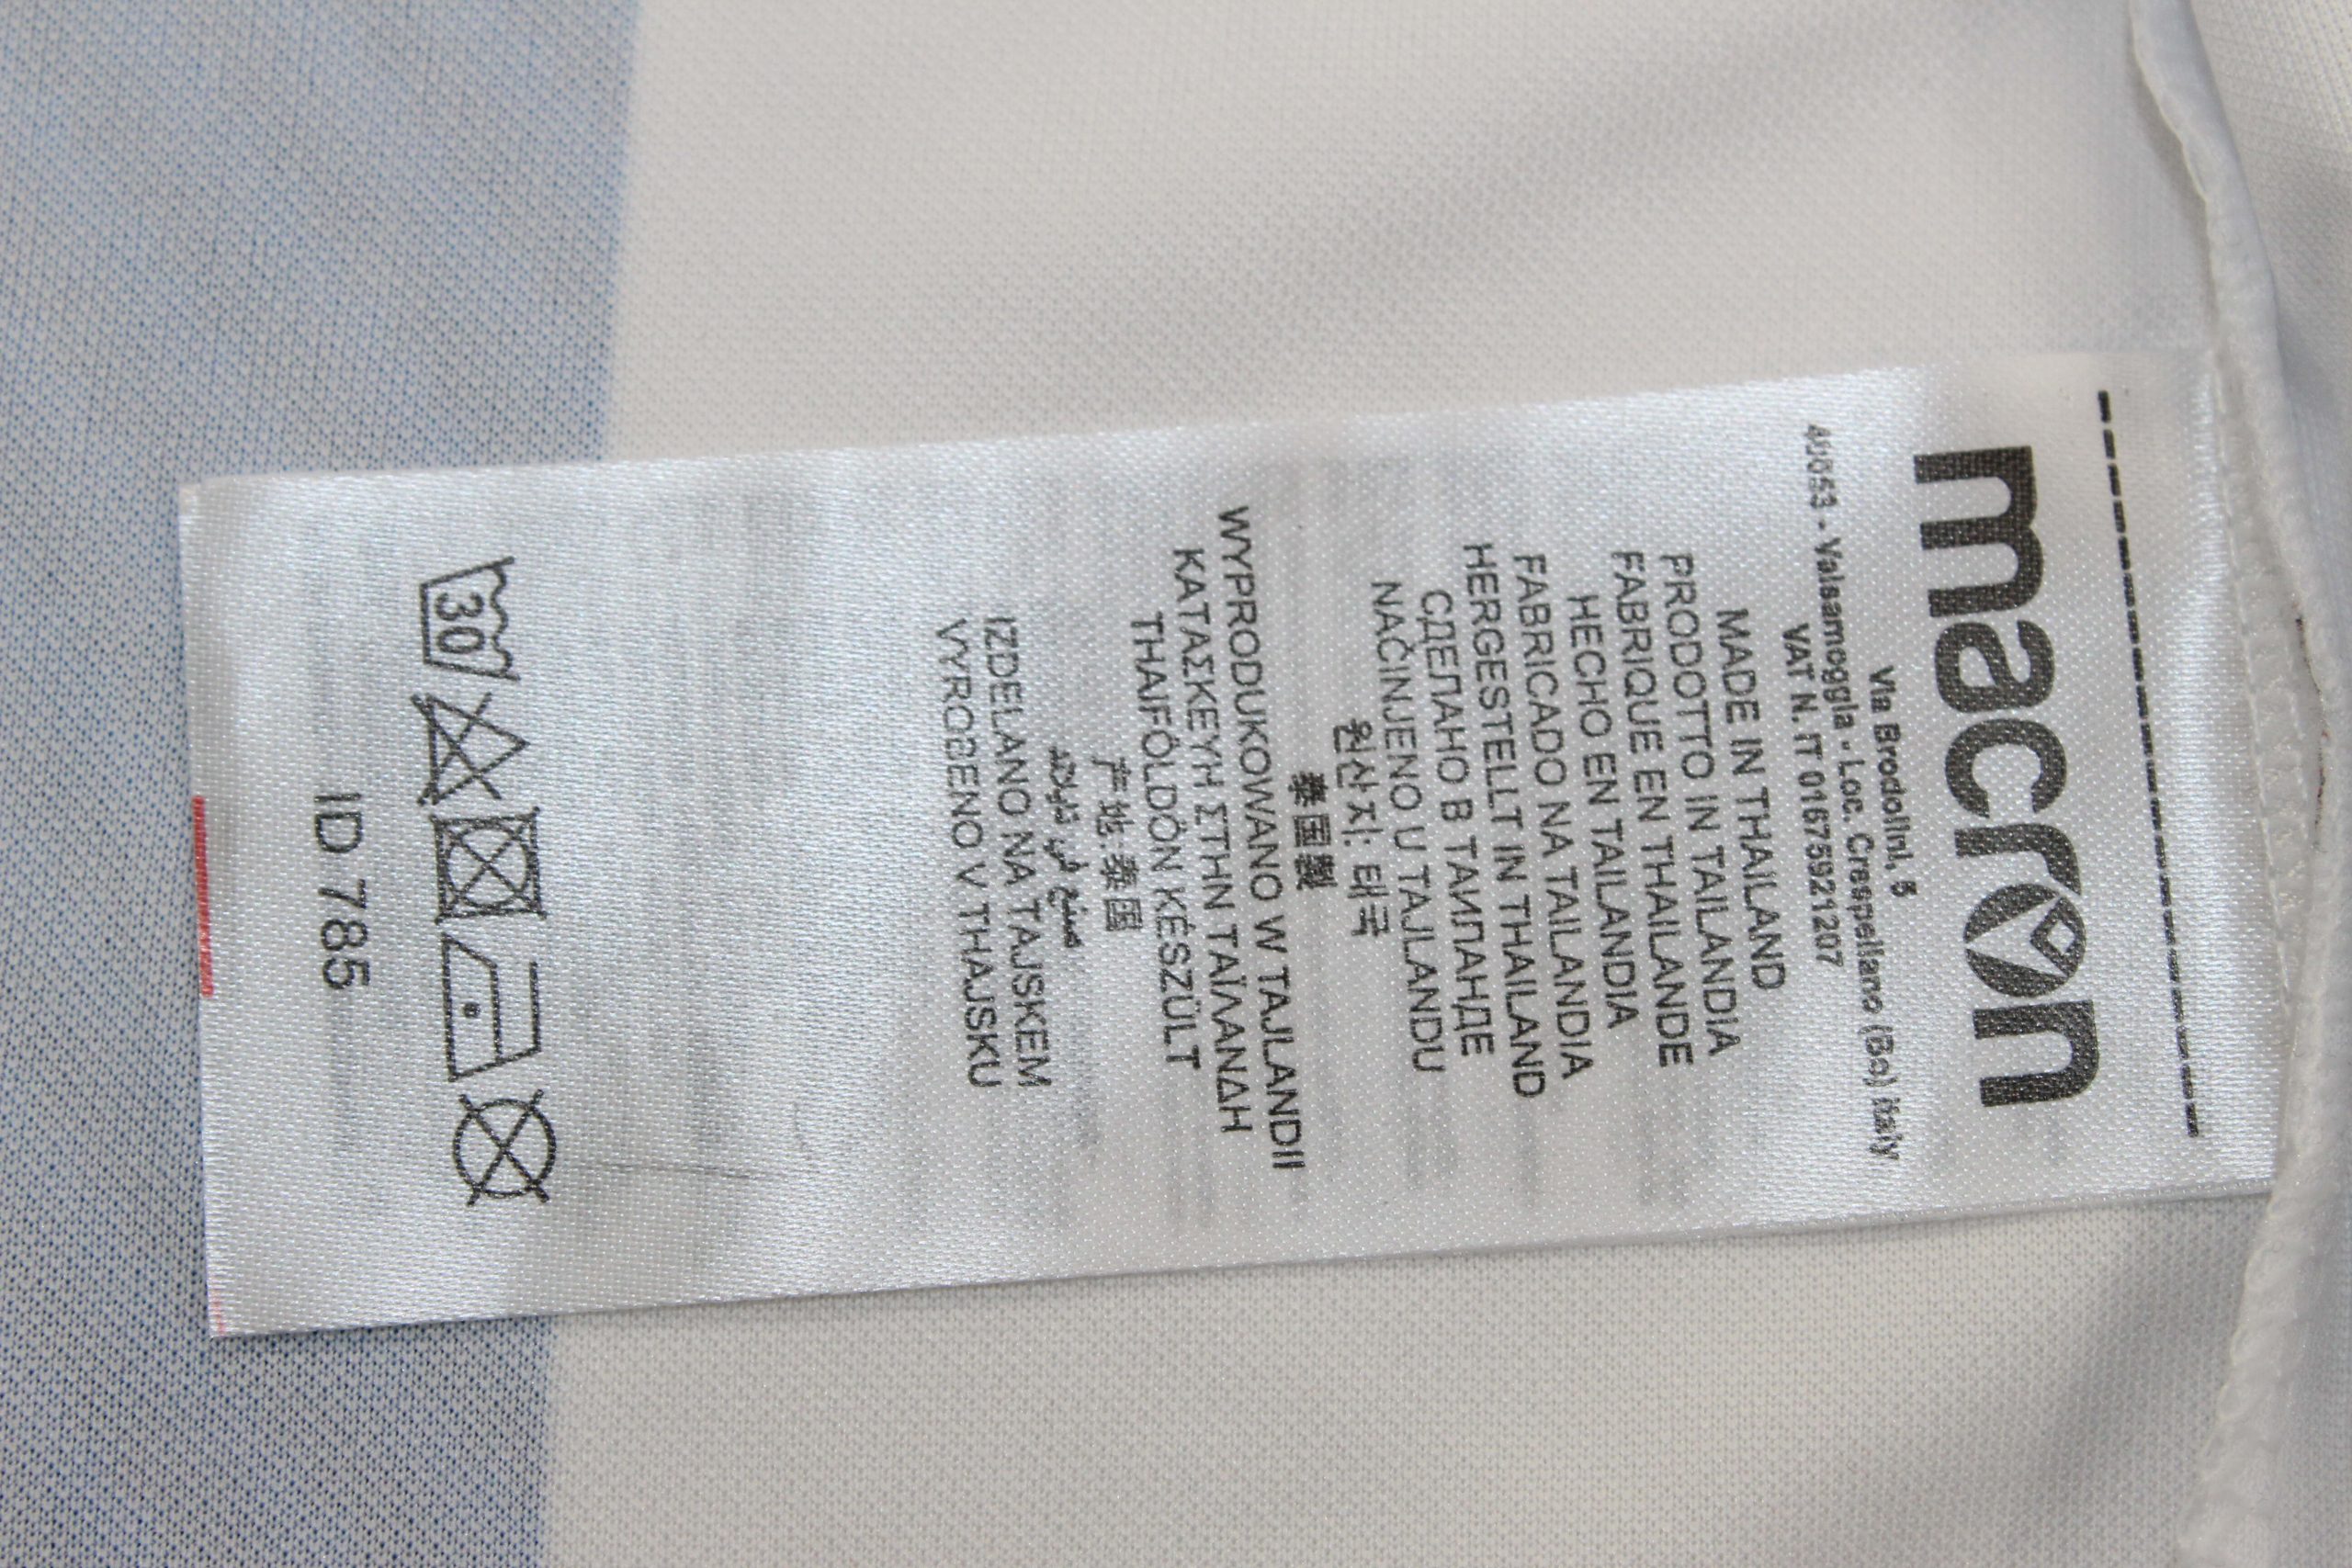 macron
Via Brodolini, 5
40053 - Valsamoggia - Loc. Crespellano (Bo) Italy
VAT N. IT 01675921207
MADE IN THAILAND
PRODOTTO IN TAILANDIA
FABRIQUE EN THAILANDE
HECHO EN TAILANDIA
FABRICADO NA TAILANDIA
HERGESTELLT IN THAILAND
СДЕЛАНО В ТАИЛАНДЕ
NAČINJENO U TAJLANDU
원산지: 태국
泰国製
WYPRODUKOWANO W TAJLANDII
ΚΑΤΑΣΚΕΥΗ ΣΤΗΝ ΤΑΪΛΑΝΔΗ
THAIFÖLDÖN KÉSZÜLT
产地:泰国
صنع في تايلاند
IZDELANO NA TAJSKEM
VYROBENO V THAJSKU
30
ID 785